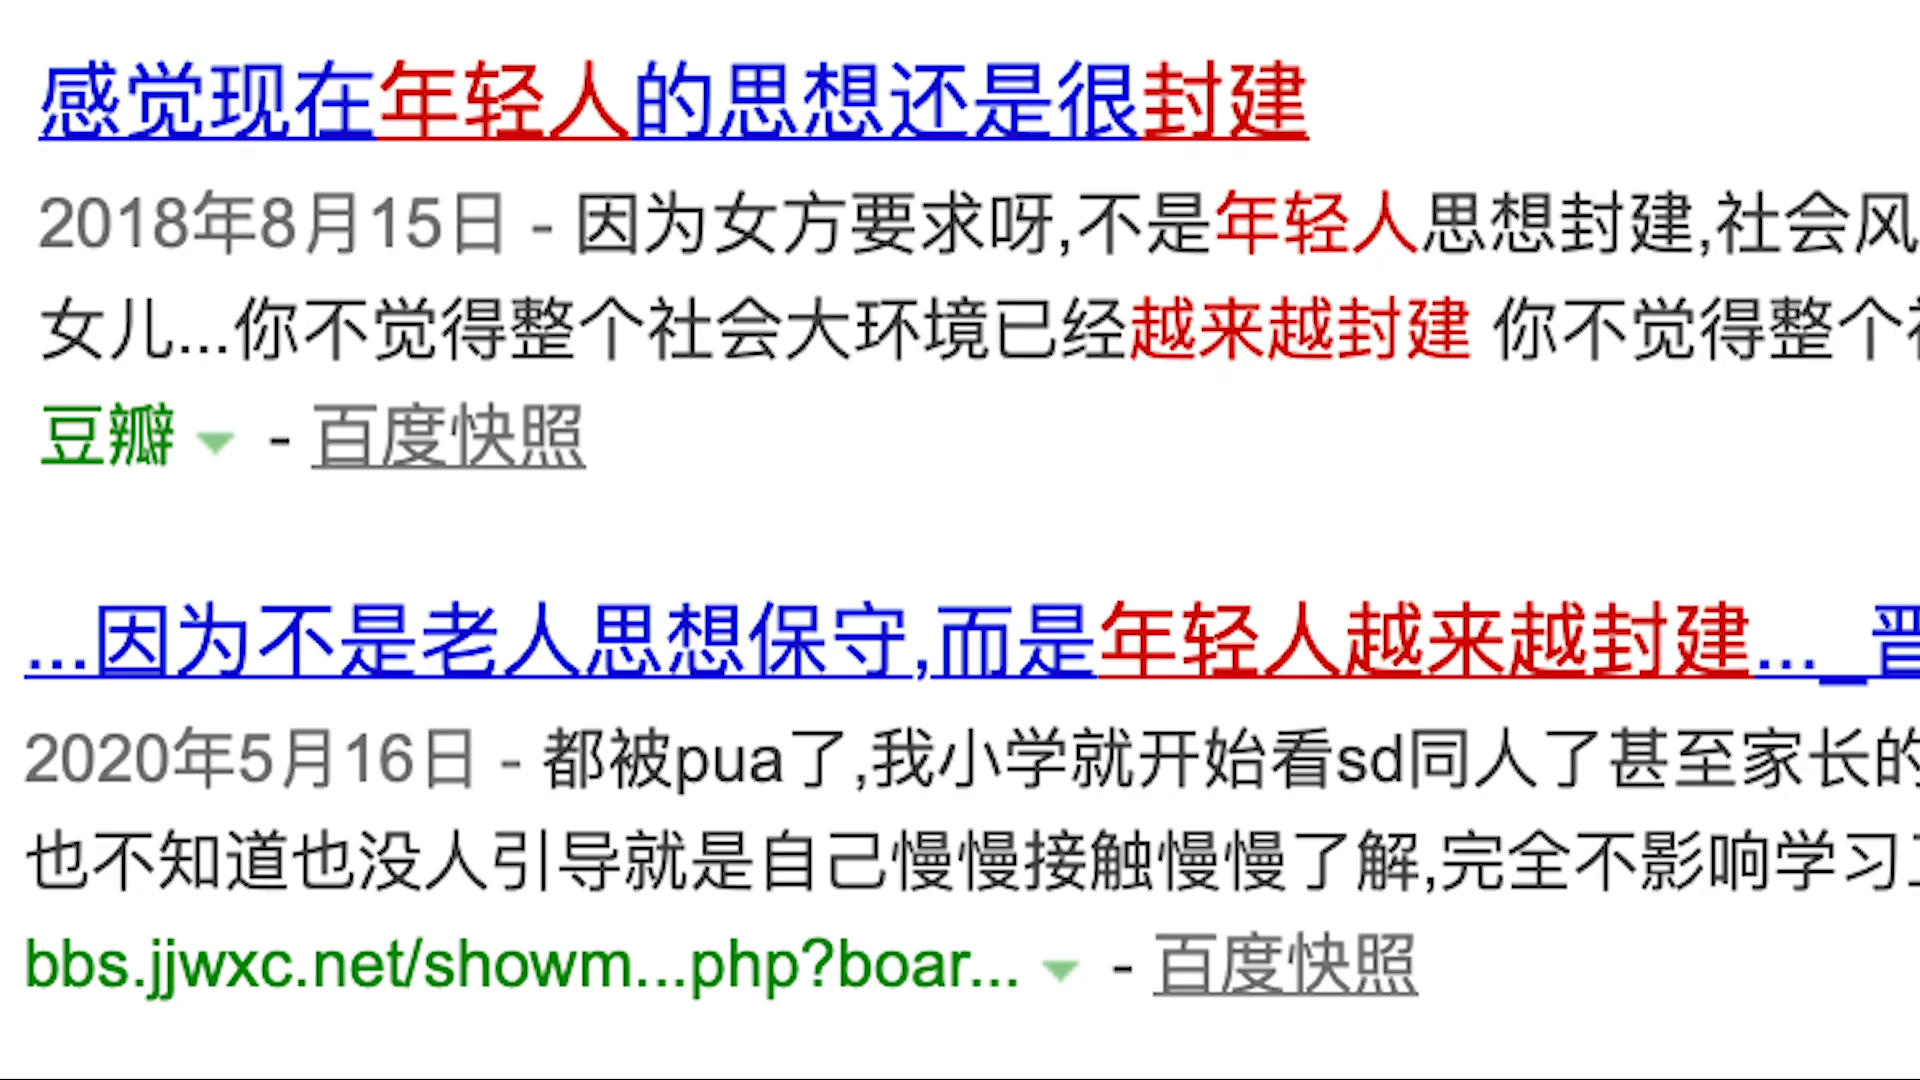 感觉现在年轻人的思想还是很封建
2018年8月15日 - 因为女方要求呀,不是年轻人思想封建,社会风
女儿...你不觉得整个社会大环境已经越来越封建 你不觉得整个
豆瓣 - 百度快照
...因为不是老人思想保守,而是年轻人越来越封建..._晋
2020年5月16日 - 都被pua了,我小学就开始看sd同人了甚至家长的
也不知道也没人引导就是自己慢慢接触慢慢了解,完全不影响学习
bbs.jjwxc.net/showm...php?boar... - 百度快照